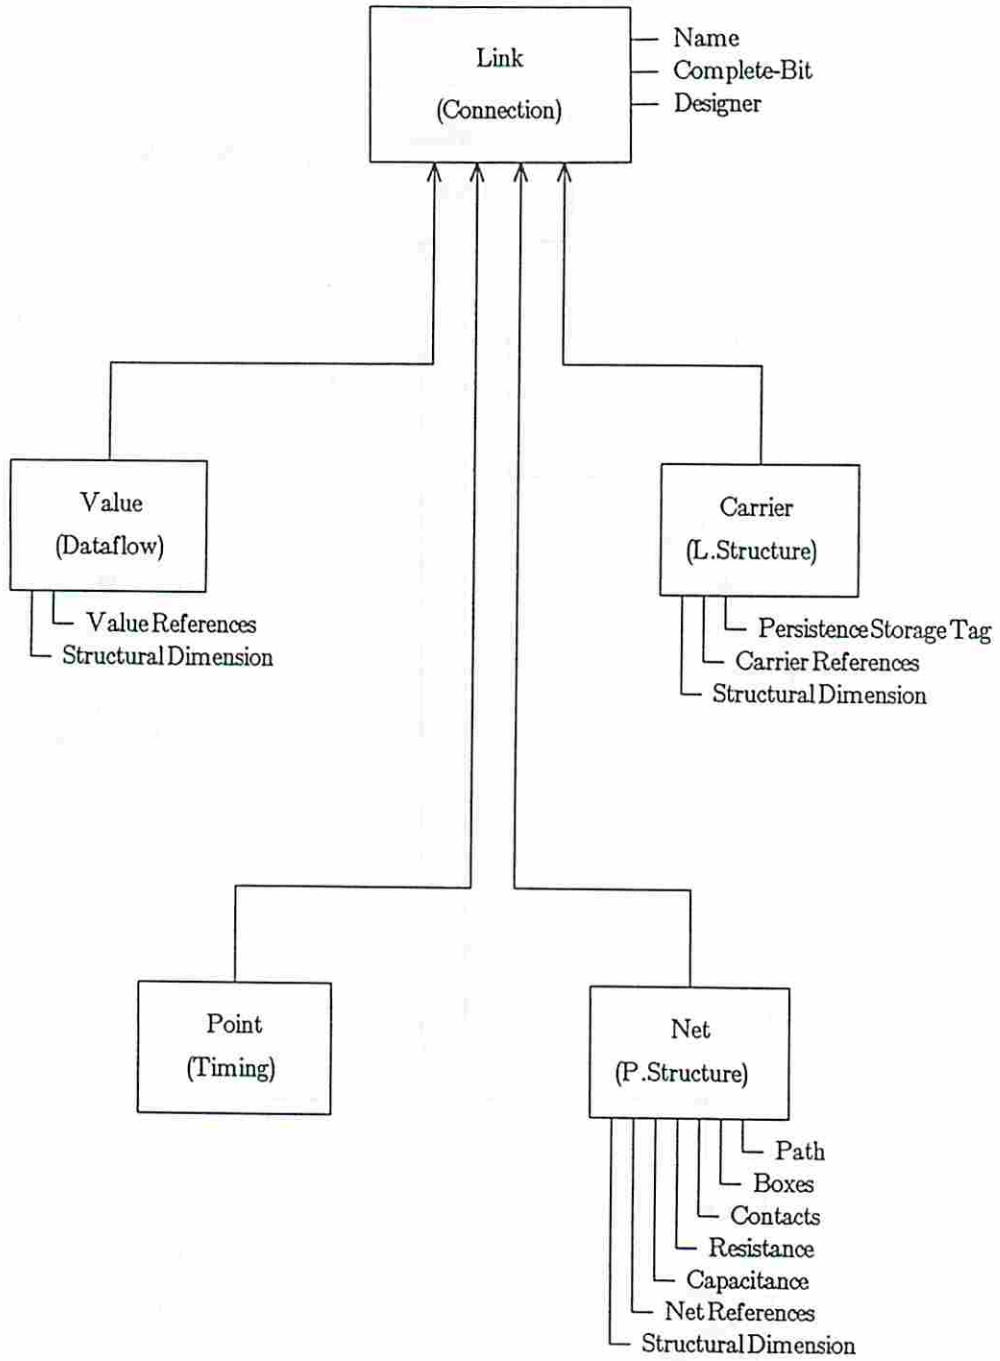 Link
(Connection)
Name
Complete-Bit
Designer
Value
(Dataflow)
Value References
Structural Dimension
Carrier
(L.Structure)
Persistence Storage Tag
Carrier References
Structural Dimension
Point
(Timing)
Net
(P.Structure)
Path
Boxes
Contacts
Resistance
Capacitance
Net References
Structural Dimension